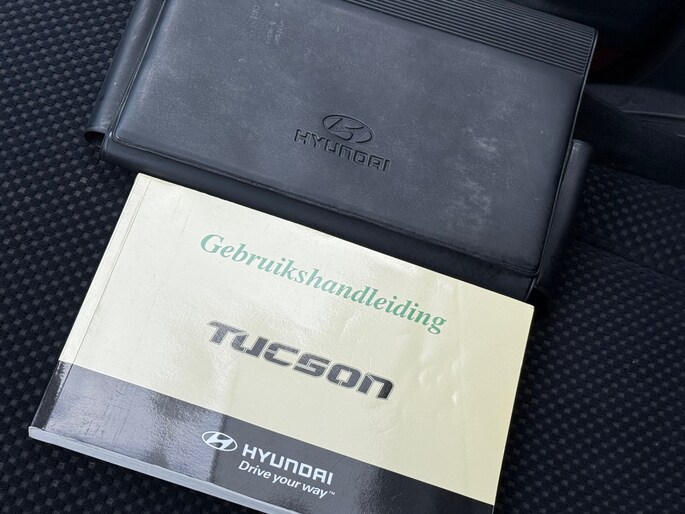 HYUNDAI
Gebruikshandleiding
TUCSON
HYUNDAI
Drive your way™